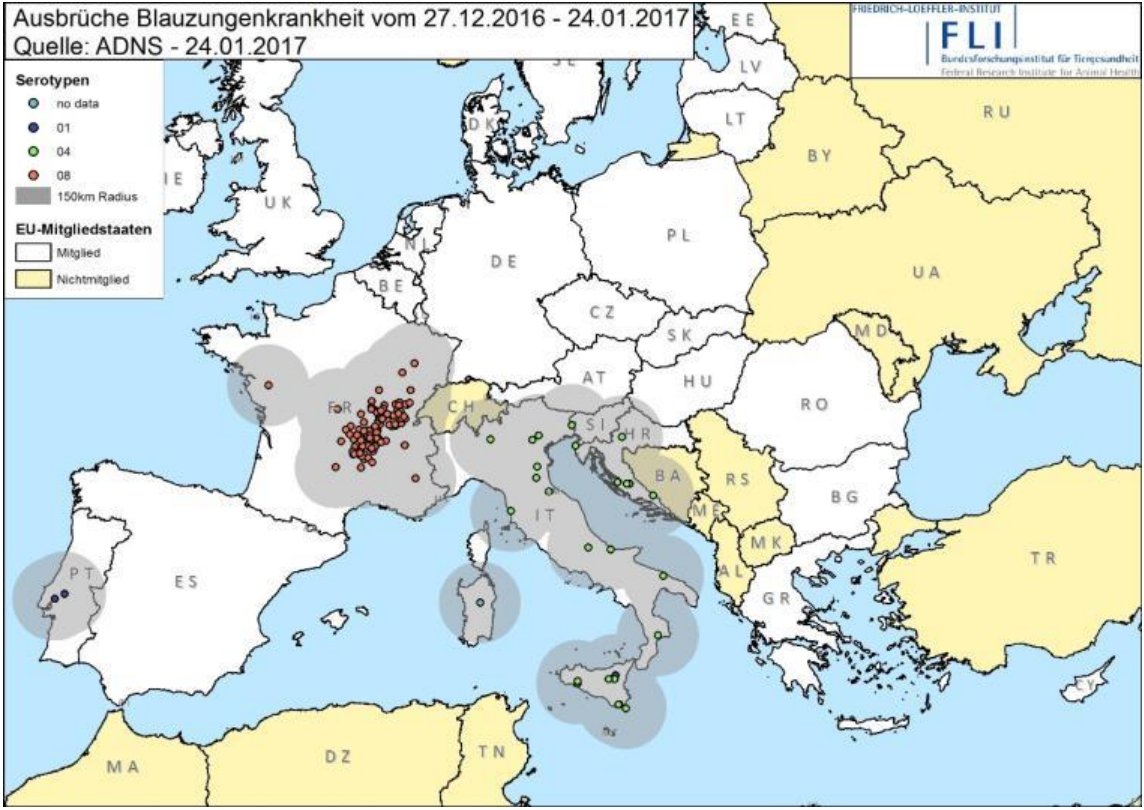 Ausbrüche Blauzungenkrankheit vom 27.12.2016 - 24.01.2017
Quelle: ADNS - 24.01.2017
FRIEDRICH-LOEFFLER-INSTITUT
FLI
Bundesforschungsinstitut für Tiergesundheit
Federal Research Institute for Animal Health
Serotypen
no data
01
04
08
150km Radius
EU-Mitgliedstaaten
Mitglied
Nichtmitglied
EE
SE
LV
RU
DK
LT
IE
BY
UK
NL
PL
DE
BE
UA
CZ
SK
MD
AT
HU
FR
CH
RO
SI
HR
BA
RS
BG
IT
ME
MK
TR
PT
ES
AL
GR
CY
MA
DZ
TN